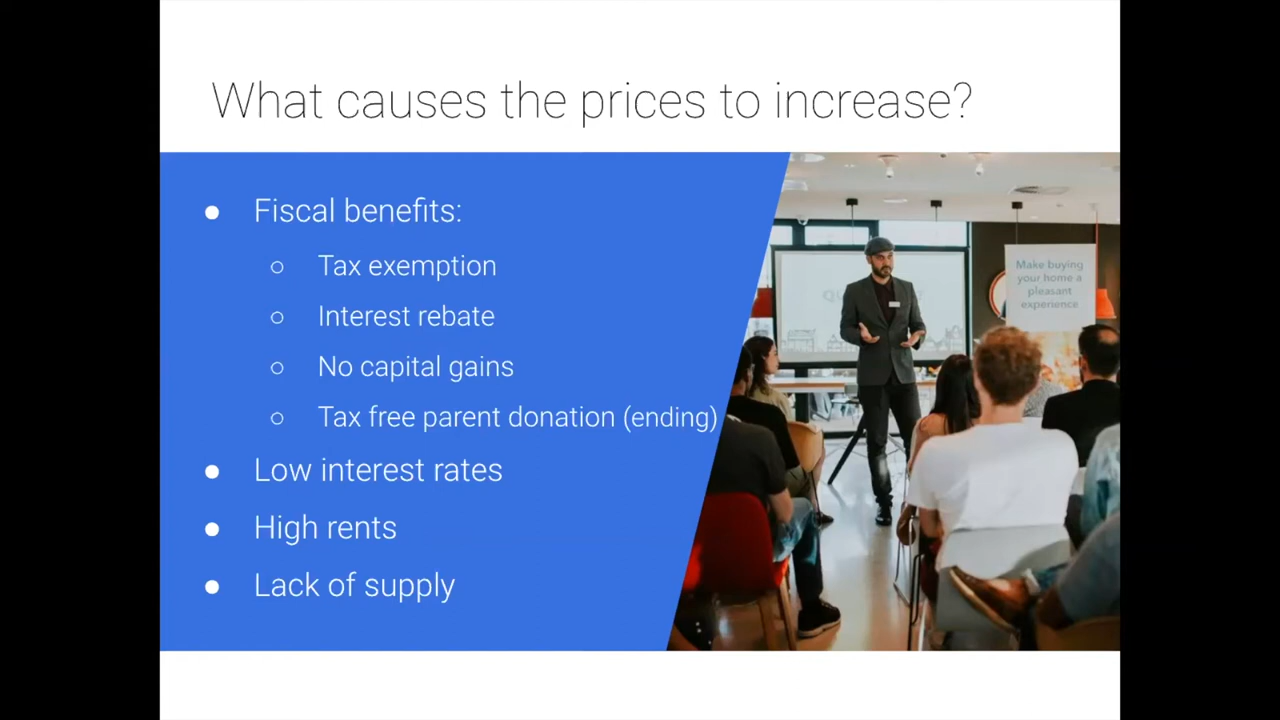 What causes the prices to increase?
● Fiscal benefits:
○ Tax exemption
○ Interest rebate
○ No capital gains
○ Tax free parent donation (ending)
● Low interest rates
● High rents
● Lack of supply
Make buying
your home a
pleasant
experience